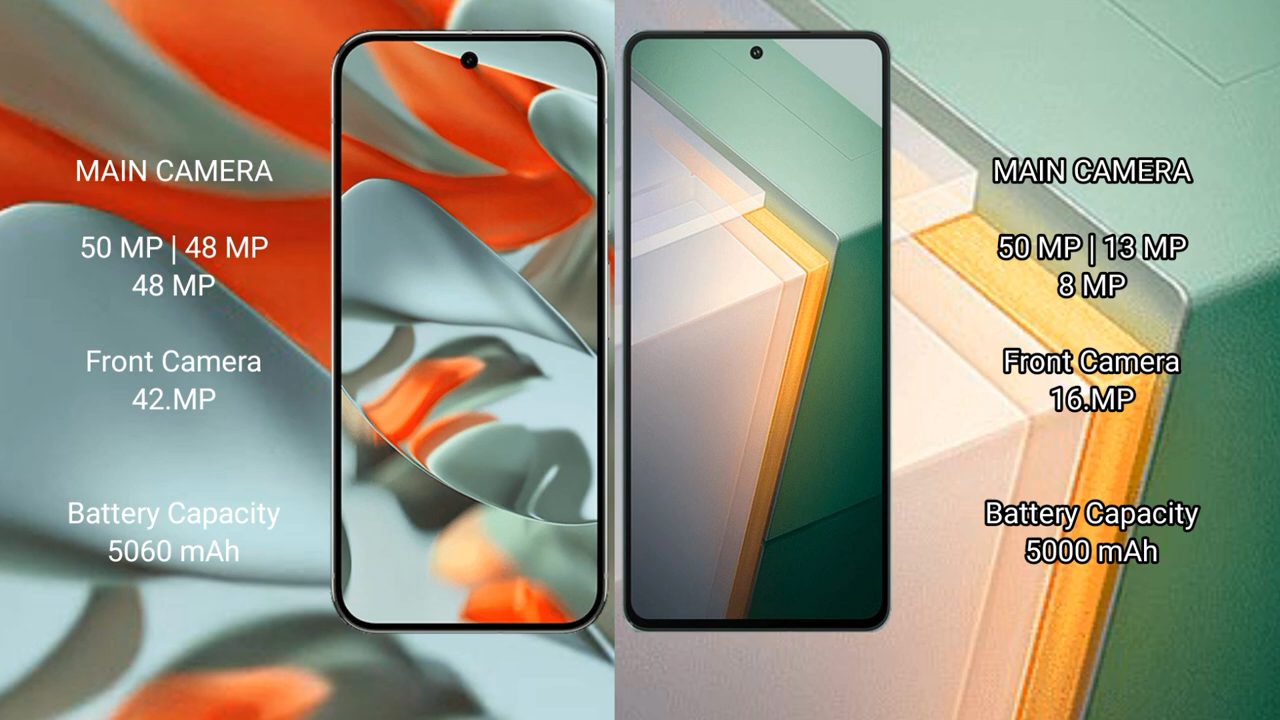 MAIN CAMERA
50 MP | 48 MP
48 MP
Front Camera
42.MP
Battery Capacity
5060 mAh
MAIN CAMERA
50 MP | 13 MP
8 MP
Front Camera
16.MP
Battery Capacity
5000 mAh